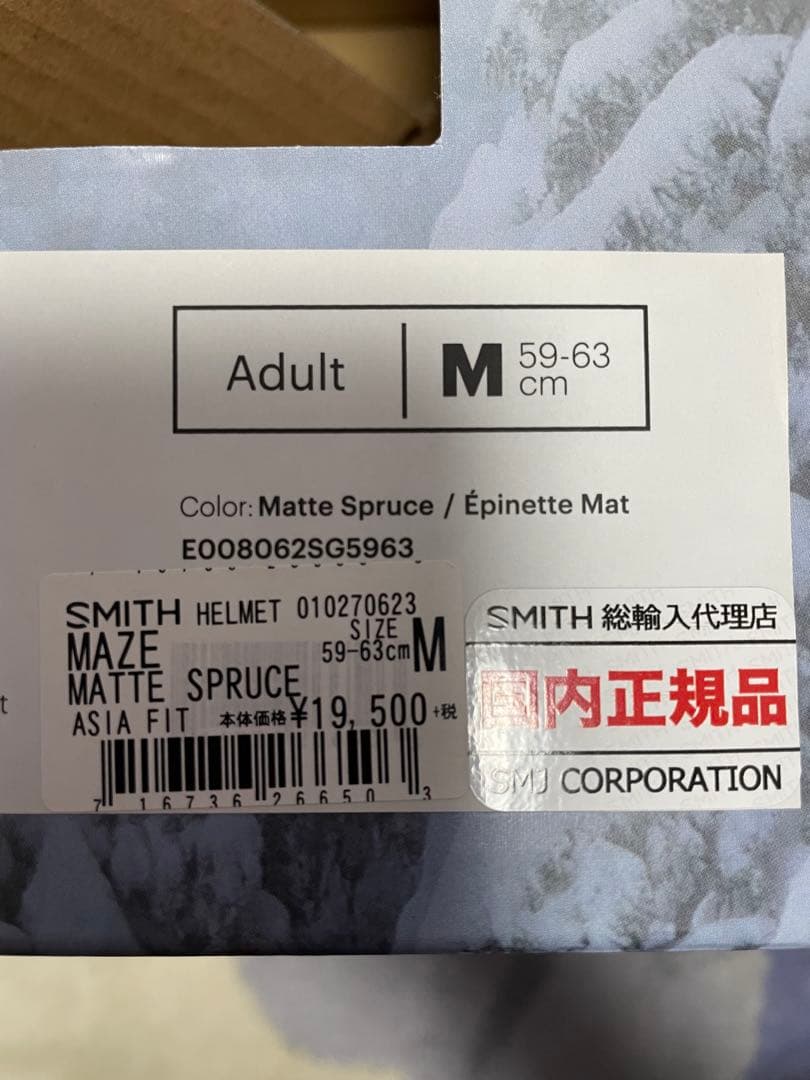 Adult
M 59-63 cm
Color: Matte Spruce / Épinette Mat
E008062SG5963
SMITH HELMET 010270623
MAZE SIZE
59-63cm M
MATTE SPRUCE
ASIA FIT 本体価格 ¥19,500+税
7 16736 26650 3
SMITH 総輸入代理店
国内正規品
SMJ CORPORATION
t